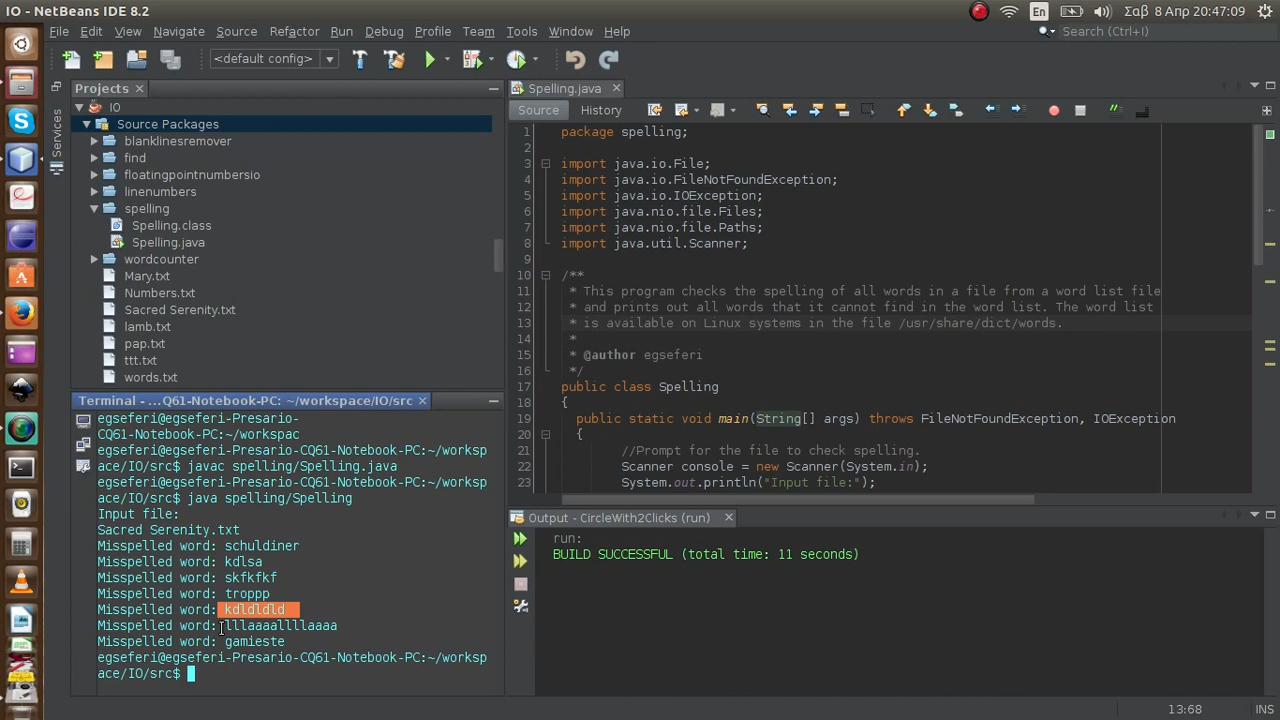 IO - NetBeans IDE 8.2
En
Σαβ 8 Απρ 20:47:09
File Edit View Navigate Source Refactor Run Debug Profile Team Tools Window Help
Search (Ctrl+I)
<default config>
Projects
Services
IO
Source Packages
blanklinesremover
find
floatingpointnumbersio
linenumbers
spelling
Spelling.class
Spelling.java
wordcounter
Mary.txt
Numbers.txt
Sacred Serenity.txt
lamb.txt
pap.txt
ttt.txt
words.txt
Terminal - ...Q61-Notebook-PC: ~/workspace/IO/src
egseferi@egseferi-Presario-
CQ61-Notebook-PC:~/workspac
egseferi@egseferi-Presario-CQ61-Notebook-PC:~/worksp
ace/IO/src$ javac spelling/Spelling.java
egseferi@egseferi-Presario-CQ61-Notebook-PC:~/worksp
ace/IO/src$ java spelling/Spelling
Input file:
Sacred Serenity.txt
Misspelled word: schuldiner
Misspelled word: kdlsa
Misspelled word: skfkfkf
Misspelled word: troppp
Misspelled word: kdldldld
Misspelled word: lllaaaallllaaaa
Misspelled word: gamieste
egseferi@egseferi-Presario-CQ61-Notebook-PC:~/worksp
ace/IO/src$
Spelling.java
Source History
1 package spelling;
2
3 import java.io.File;
4 import java.io.FileNotFoundException;
5 import java.io.IOException;
6 import java.nio.file.Files;
7 import java.nio.file.Paths;
8 import java.util.Scanner;
9
10 /**
11 * This program checks the spelling of all words in a file from a word list file
12 * and prints out all words that it cannot find in the word list. The word list
13 * is available on Linux systems in the file /usr/share/dict/words.
14 *
15 * @author egseferi
16 */
17 public class Spelling
18 {
19 public static void main(String[] args) throws FileNotFoundException, IOException
20 {
21 //Prompt for the file to check spelling.
22 Scanner console = new Scanner(System.in);
23 System.out.println("Input file:");
Output - CircleWith2Clicks (run)
run:
BUILD SUCCESSFUL (total time: 11 seconds)
13:68 INS